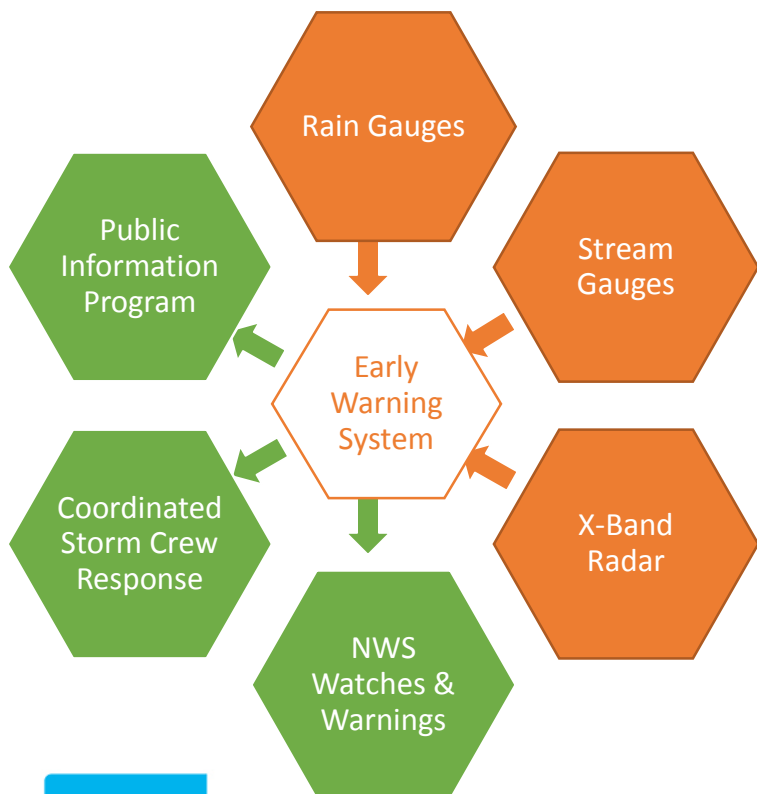 Rain Gauges
Public
Information
Program
Stream
Gauges
Early
Warning
System
Coordinated
Storm Crew
Response
X-Band
Radar
NWS
Watches &
Warnings